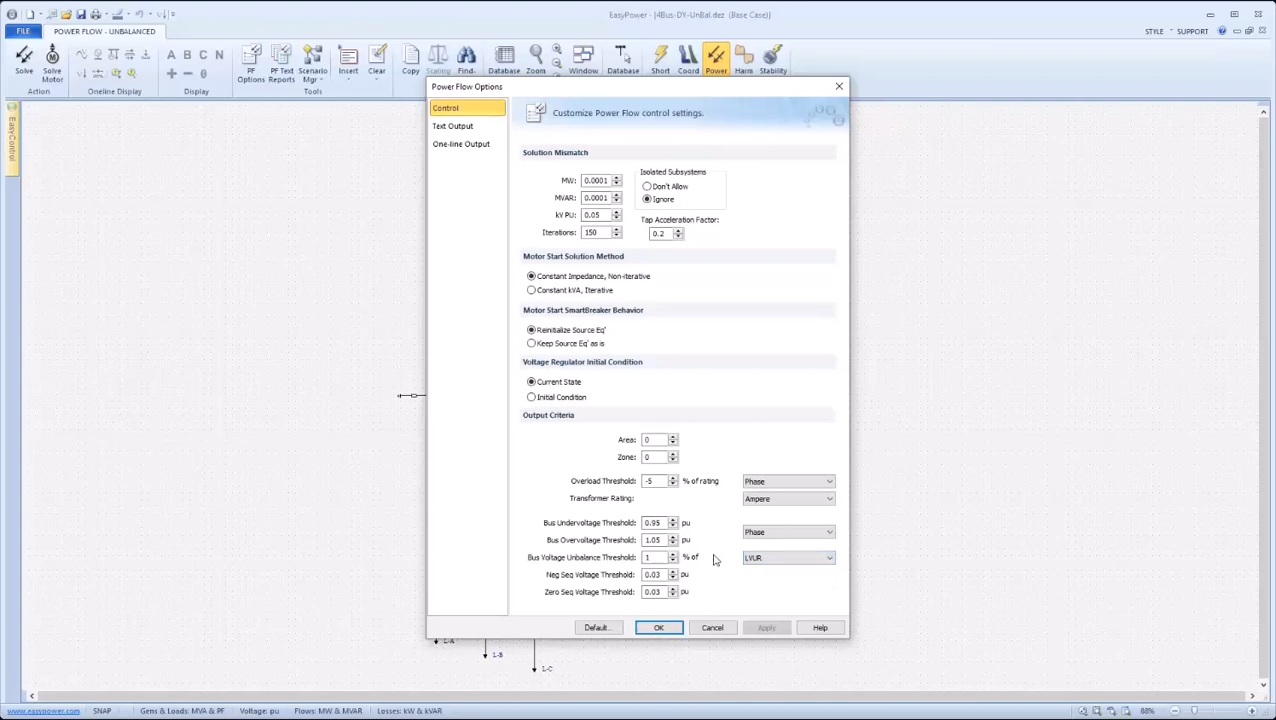 EasyPower - [4Bus-DY-UnBal.dez (Base Case)]
FILE
POWER FLOW - UNBALANCED
STYLE
SUPPORT
Solve
Solve Motor
Action
Oneline Display
A B C N
Display
PF Options
PF Text Reports
Scenario Mgr
Tools
Insert
Clear
Copy
Scaling
Find-
Database
Zoom
Window
Database
Short
Coord
Power
Harm
Stability
EasyControl
Power Flow Options
Control
Text Output
One-line Output
Customize Power Flow control settings.
Solution Mismatch
MW: 0.0001
MVAR: 0.0001
kV PU: 0.05
Iterations: 150
Isolated Subsystems
Don't Allow
Ignore
Tap Acceleration Factor:
0.2
Motor Start Solution Method
Constant Impedance, Non-iterative
Constant kVA, Iterative
Motor Start SmartBreaker Behavior
Reinitialize Source Eq'
Keep Source Eq' as is
Voltage Regulator Initial Condition
Current State
Initial Condition
Output Criteria
Area: 0
Zone: 0
Overload Threshold: -5 % of rating Phase
Transformer Rating: Ampere
Bus Undervoltage Threshold: 0.95 pu
Phase
Bus Overvoltage Threshold: 1.05 pu
Bus Voltage Unbalance Threshold: 1 % of LVUR
Neg Seq Voltage Threshold: 0.03 pu
Zero Seq Voltage Threshold: 0.03 pu
Default...
OK
Cancel
Apply
Help
L-A
L-B
L-C
www.easypower.com SNAP Gens & Loads: MVA & PF Voltage: pu Flows: MW & MVAR Losses: kW & kVAR 88%